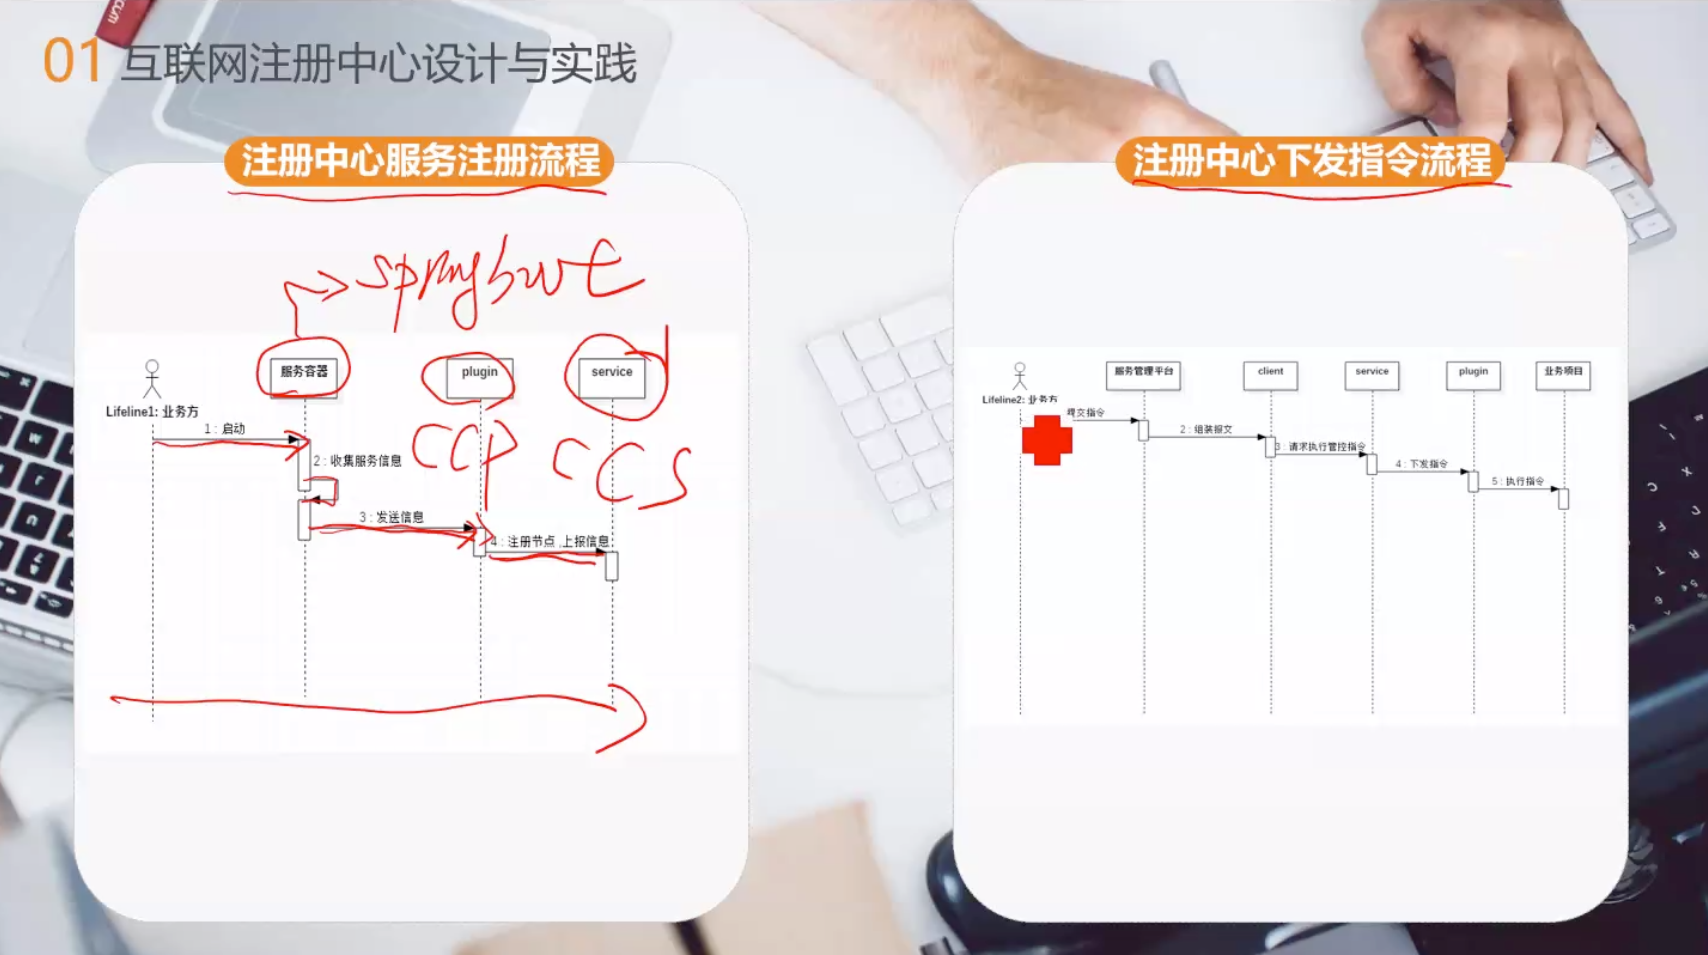 01 互联网注册中心设计与实践
注册中心服务注册流程
springboot
服务容器
plugin
service
Lifeline1: 业务方
1 : 启动
CCP
CCS
2 : 收集服务信息
3 : 发送信息
4 : 注册节点 ,上报信息
注册中心下发指令流程
服务管理平台
client
service
plugin
业务项目
Lifeline2: 业务方
提交指令
2 : 组装报文
3 : 请求执行管控指令
4 : 下发指令
5 : 执行指令